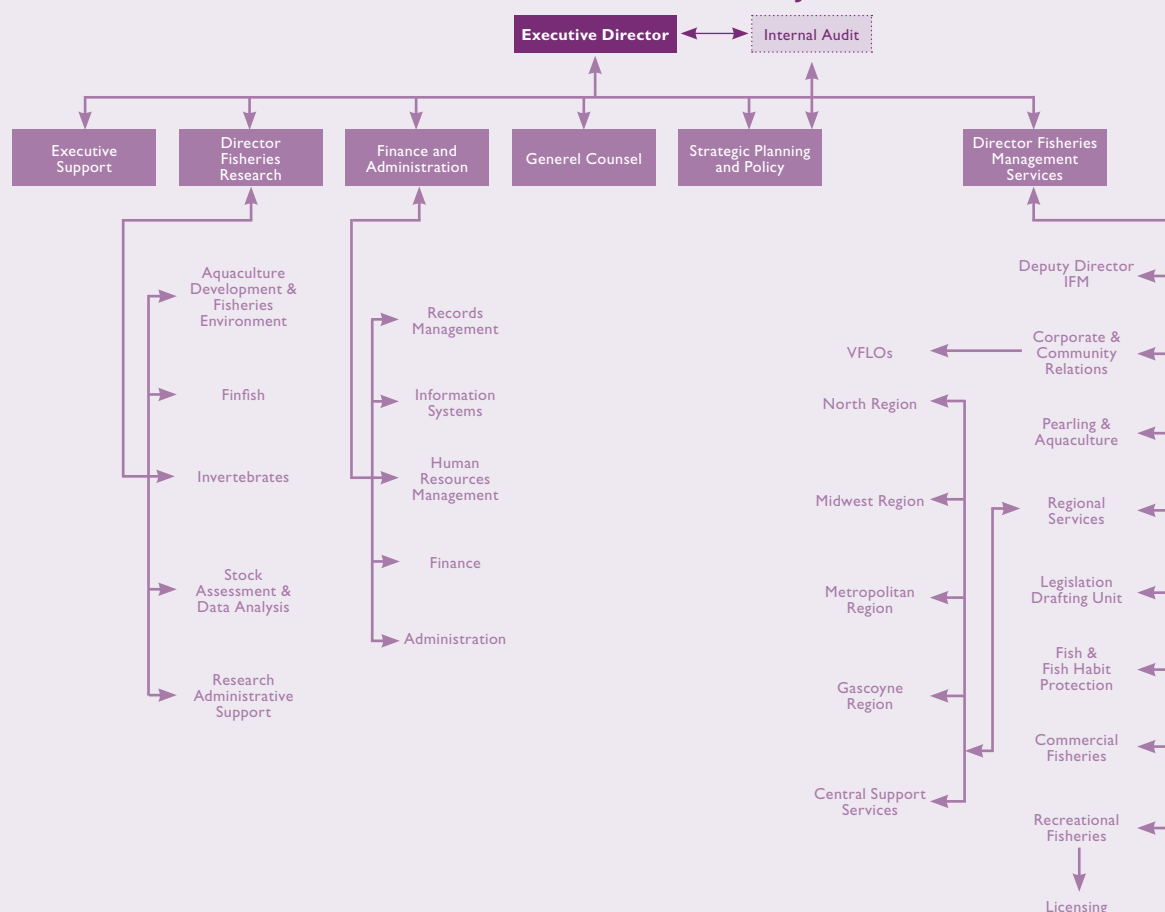 Executive Director
Internal Audit
Executive
Support
Director
Fisheries
Research
Finance and
Administration
Generel Counsel
Strategic Planning
and Policy
Director Fisheries
Management
Services
Aquaculture
Development &
Fisheries
Environment
Finfish
Invertebrates
Stock
Assessment &
Data Analysis
Research
Administrative
Support
Records
Management
Information
Systems
Human
Resources
Management
Finance
Administration
VFLOs
North Region
Midwest Region
Metropolitan
Region
Gascoyne
Region
Central Support
Services
Deputy Director
IFM
Corporate &
Community
Relations
Pearling &
Aquaculture
Regional
Services
Legislation
Drafting Unit
Fish &
Fish Habit
Protection
Commercial
Fisheries
Recreational
Fisheries
Licensing